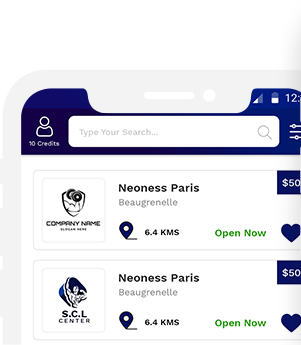 12:
10 Credits
Type Your Search...
Neoness Paris
$50
Beaugrenelle
COMPANY NAME
SLOGAN HERE
6.4 KMS
Open Now
Neoness Paris
$50
Beaugrenelle
S.C.L
CENTER
6.4 KMS
Open Now